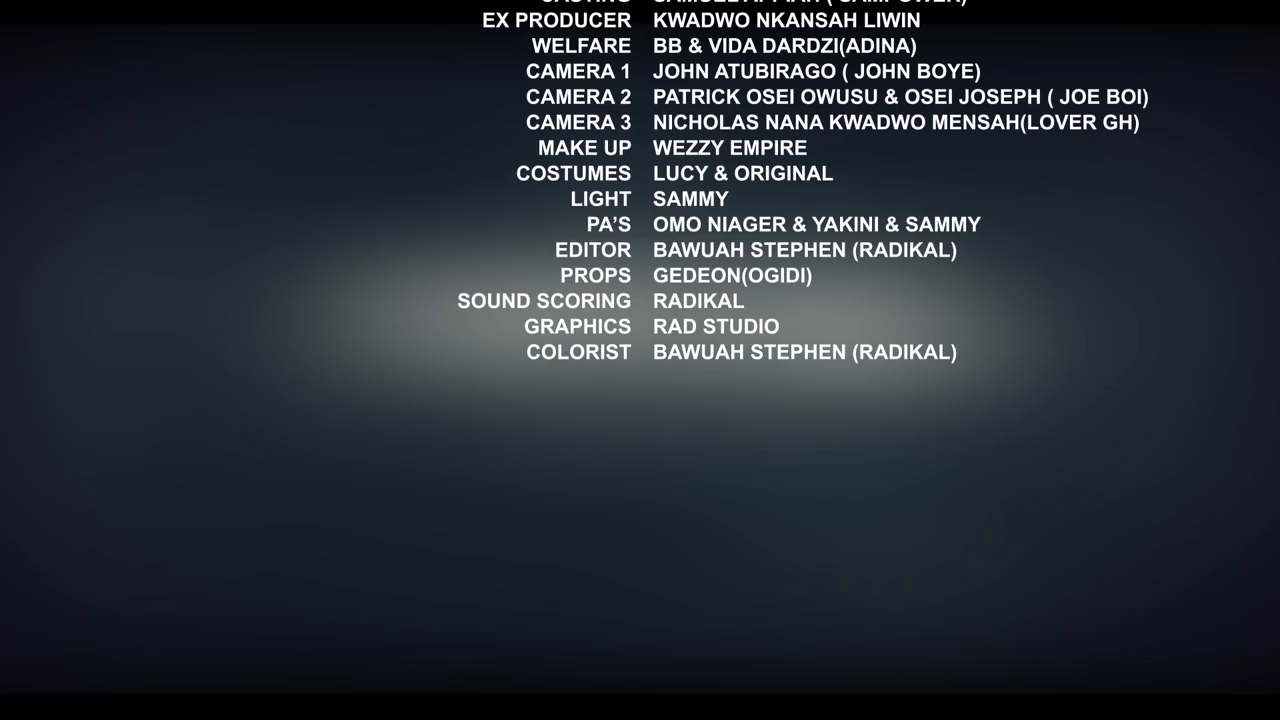 EX PRODUCER KWADWO NKANSAH LIWIN
WELFARE BB & VIDA DARDZI(ADINA)
CAMERA 1 JOHN ATUBIRAGO ( JOHN BOYE)
CAMERA 2 PATRICK OSEI OWUSU & OSEI JOSEPH ( JOE BOI)
CAMERA 3 NICHOLAS NANA KWADWO MENSAH(LOVER GH)
MAKE UP WEZZY EMPIRE
COSTUMES LUCY & ORIGINAL
LIGHT SAMMY
PA’S OMO NIAGER & YAKINI & SAMMY
EDITOR BAWUAH STEPHEN (RADIKAL)
PROPS GEDEON(OGIDI)
SOUND SCORING RADIKAL
GRAPHICS RAD STUDIO
COLORIST BAWUAH STEPHEN (RADIKAL)